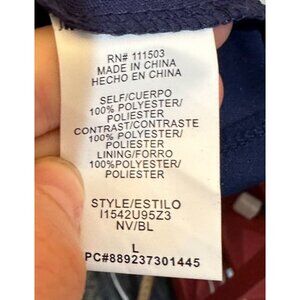 RN# 111503
MADE IN CHINA
HECHO EN CHINA
SELF/CUERPO
100% POLYESTER/
POLIESTER
CONTRAST/CONTRASTE
100% POLYESTER/
POLIESTER
LINING/FORRO
100%POLYESTER/
POLIESTER
STYLE/ESTILO
I1542U95Z3
NV/BL
L
PC#889237301445